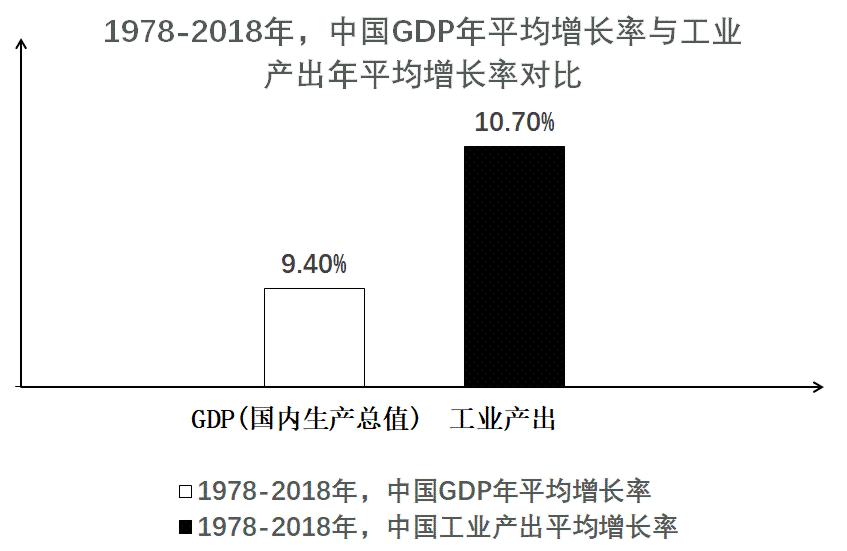 1978-2018年，中国GDP年平均增长率与工业
产出年平均增长率对比
10.70%
9.40%
GDP(国内生产总值) 工业产出
1978-2018年，中国GDP年平均增长率
1978-2018年，中国工业产出平均增长率